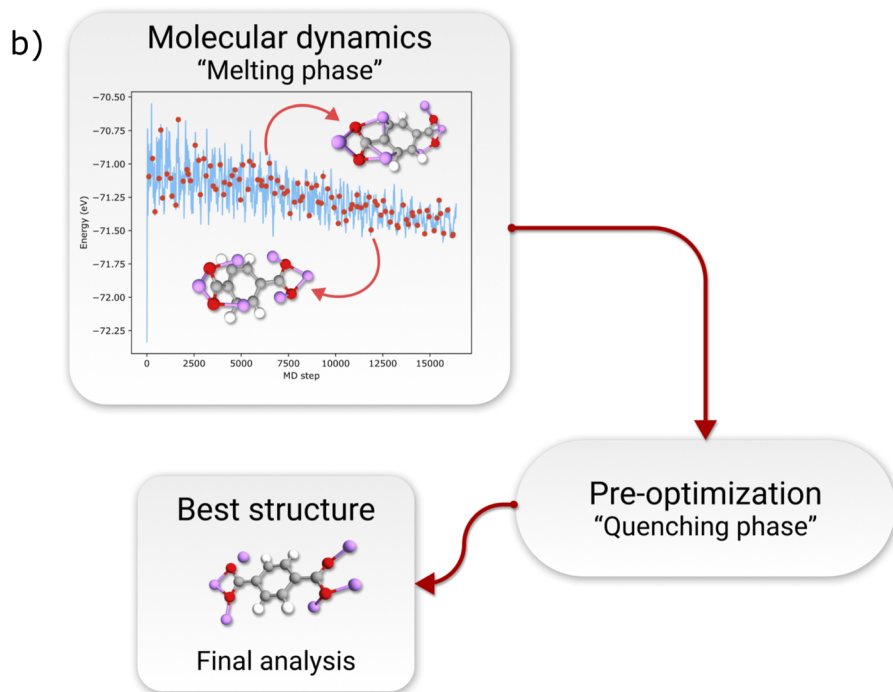 b)
Molecular dynamics
“Melting phase”
−70.50
−70.75
−71.00
−71.25
−71.50
−71.75
−72.00
−72.25
Energy (eV)
0 2500 5000 7500 10000 12500 15000
MD step
Pre-optimization
“Quenching phase”
Best structure
Final analysis